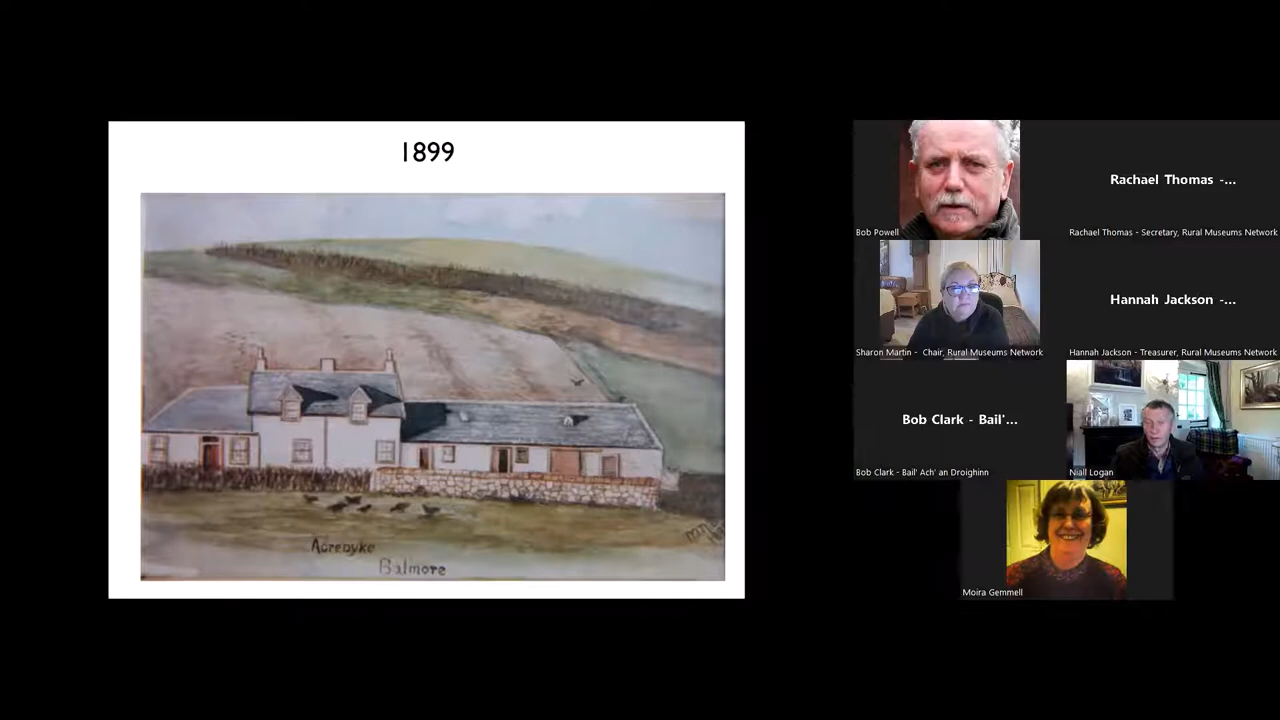 1899
Acredyke
Balmore
Bob Powell
Rachael Thomas -...
Rachael Thomas - Secretary, Rural Museums Network
Sharon Martin - Chair, Rural Museums Network
Hannah Jackson -...
Hannah Jackson - Treasurer, Rural Museums Network
Bob Clark - Bail'...
Bob Clark - Bail' Ach' an Droighinn
Niall Logan
Moira Gemmell